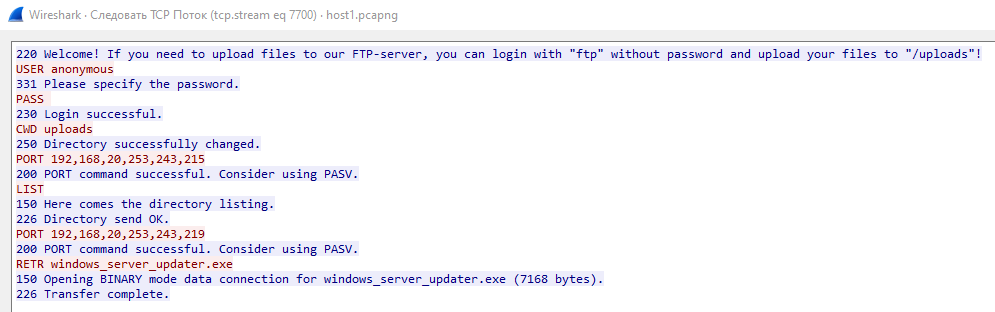 Wireshark · Следовать TCP Поток (tcp.stream eq 7700) · host1.pcapng
220 Welcome! If you need to upload files to our FTP-server, you can login with "ftp" without password and upload your files to "/uploads"!
USER anonymous
331 Please specify the password.
PASS
230 Login successful.
CWD uploads
250 Directory successfully changed.
PORT 192,168,20,253,243,215
200 PORT command successful. Consider using PASV.
LIST
150 Here comes the directory listing.
226 Directory send OK.
PORT 192,168,20,253,243,219
200 PORT command successful. Consider using PASV.
RETR windows_server_updater.exe
150 Opening BINARY mode data connection for windows_server_updater.exe (7168 bytes).
226 Transfer complete.